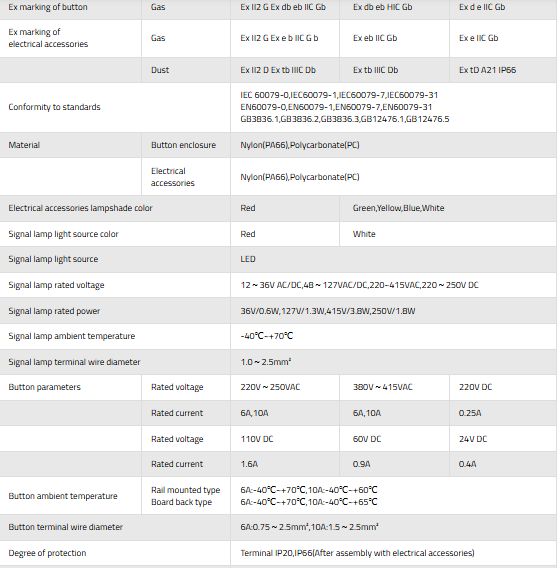 Ex marking of button Gas Ex II2 G Ex db eb IIC Gb Ex db eb HIC Gb Ex d e IIC Gb
Ex marking of
electrical accessories Gas Ex II2 G Ex e b IIC G b Ex eb IIC Gb Ex e IIC Gb
Dust Ex II2 D Ex tb IIIC Db Ex tb IIIC Db Ex tD A21 IP66
Conformity to standards
IEC 60079-0,IEC60079-1,IEC60079-7,IEC60079-31
EN60079-0,EN60079-1,EN60079-7,EN60079-31
GB3836.1,GB3836.2,GB3836.3,GB12476.1,GB12476.5
Material Button enclosure Nylon(PA66),Polycarbonate(PC)
Electrical
accessories Nylon(PA66),Polycarbonate(PC)
Electrical accessories lampshade color Red Green,Yellow,Blue,White
Signal lamp light source color Red White
Signal lamp light source LED
Signal lamp rated voltage 12～36V AC/DC,48～127VAC/DC,220~415VAC,220～250V DC
Signal lamp rated power 36V/0.6W,127V/1.3W,415V/3.8W,250V/1.8W
Signal lamp ambient temperature -40℃~+70℃
Signal lamp terminal wire diameter 1.0～2.5mm²
Button parameters Rated voltage 220V～250VAC 380V～415VAC 220V DC
Rated current 6A,10A 6A,10A 0.25A
Rated voltage 110V DC 60V DC 24V DC
Rated current 1.6A 0.9A 0.4A
Button ambient temperature
Rail mounted type 6A:-40℃~+70℃,10A:-40℃~+60℃
Board back type 6A:-40℃~+70℃,10A:-40℃~+65℃
Button terminal wire diameter 6A:0.75～2.5mm²,10A:1.5～2.5mm²
Degree of protection Terminal IP20,IP66(After assembly with electrical accessories)